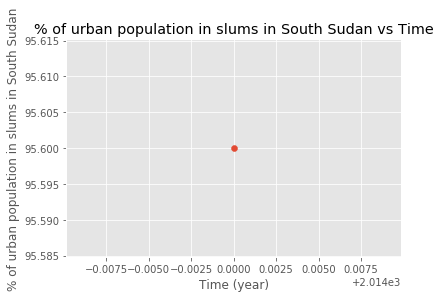 % of urban population in slums in South Sudan vs Time
% of urban population in slums in South Sudan
95.615
95.610
95.605
95.600
95.595
95.590
95.585
−0.0075 −0.0050 −0.0025 0.0000 0.0025 0.0050 0.0075
+2.014e3
Time (year)